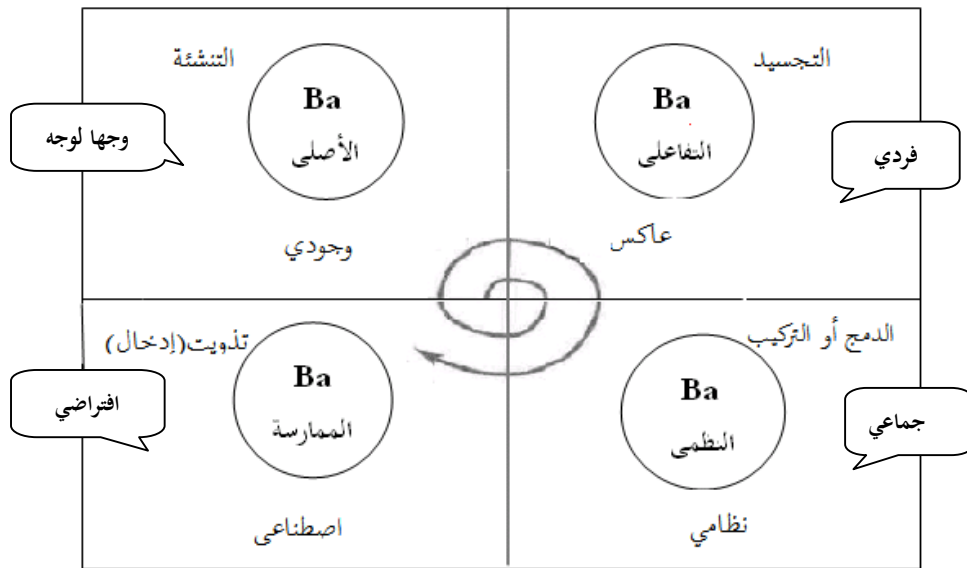 التجسيد
Ba
التفاعلى
عاكس
فردي
التنشئة
Ba
الأصلى
وجودي
وجها لوجه
الدمج أو التركيب
Ba
النظمى
نظامي
جماعي
تذويت(إدخال)
Ba
الممارسة
اصطناعى
افتراضي